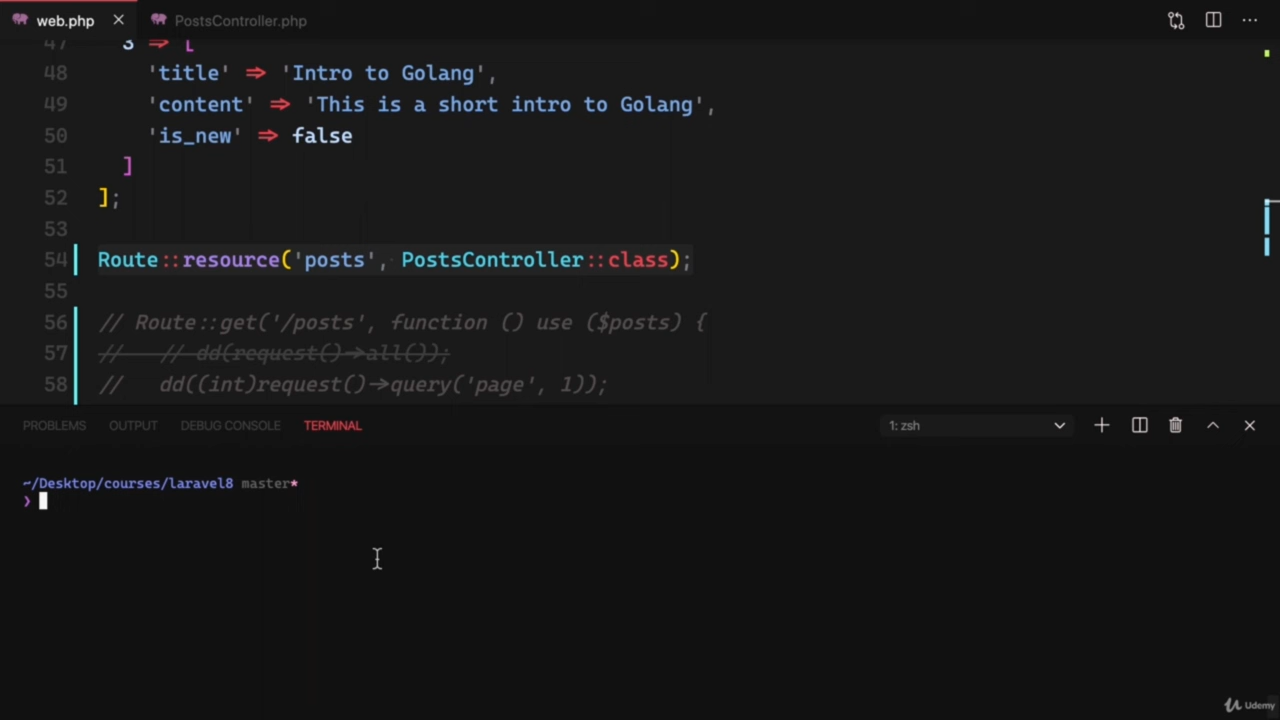 web.php
PostsController.php
47 3 => [
48 'title' => 'Intro to Golang',
49 'content' => 'This is a short intro to Golang',
50 'is_new' => false
51 ]
52 ];
53
54 Route::resource('posts', PostsController::class);
55
56 // Route::get('/posts', function () use ($posts) {
57 // // dd(request()->all());
58 // dd((int)request()->query('page', 1));
PROBLEMS OUTPUT DEBUG CONSOLE TERMINAL 1: zsh
~/Desktop/courses/laravel8 master*
❯
Udemy